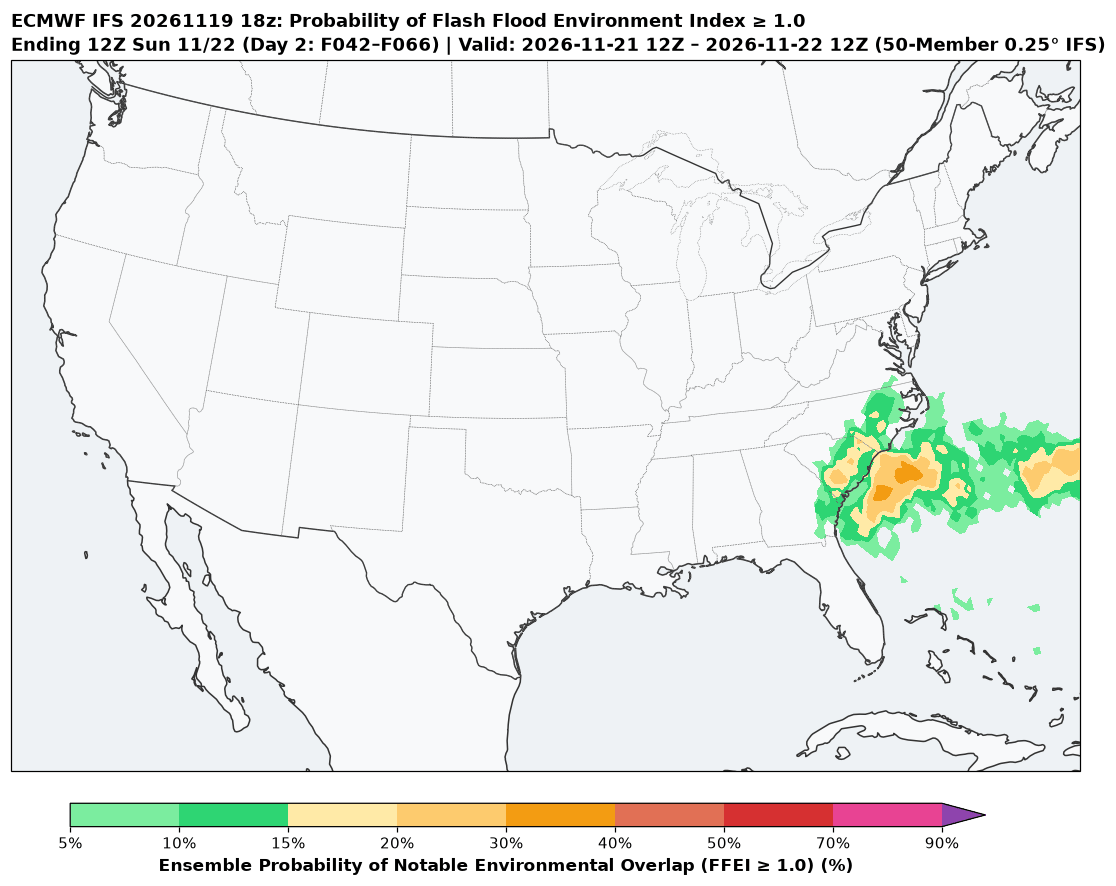 ECMWF IFS 20261119 18z: Probability of Flash Flood Environment Index ≥ 1.0
Ending 12Z Sun 11/22 (Day 2: F042–F066) | Valid: 2026-11-21 12Z – 2026-11-22 12Z (50-Member 0.25° IFS)
5% 10% 15% 20% 30% 40% 50% 70% 90%
Ensemble Probability of Notable Environmental Overlap (FFEI ≥ 1.0) (%)